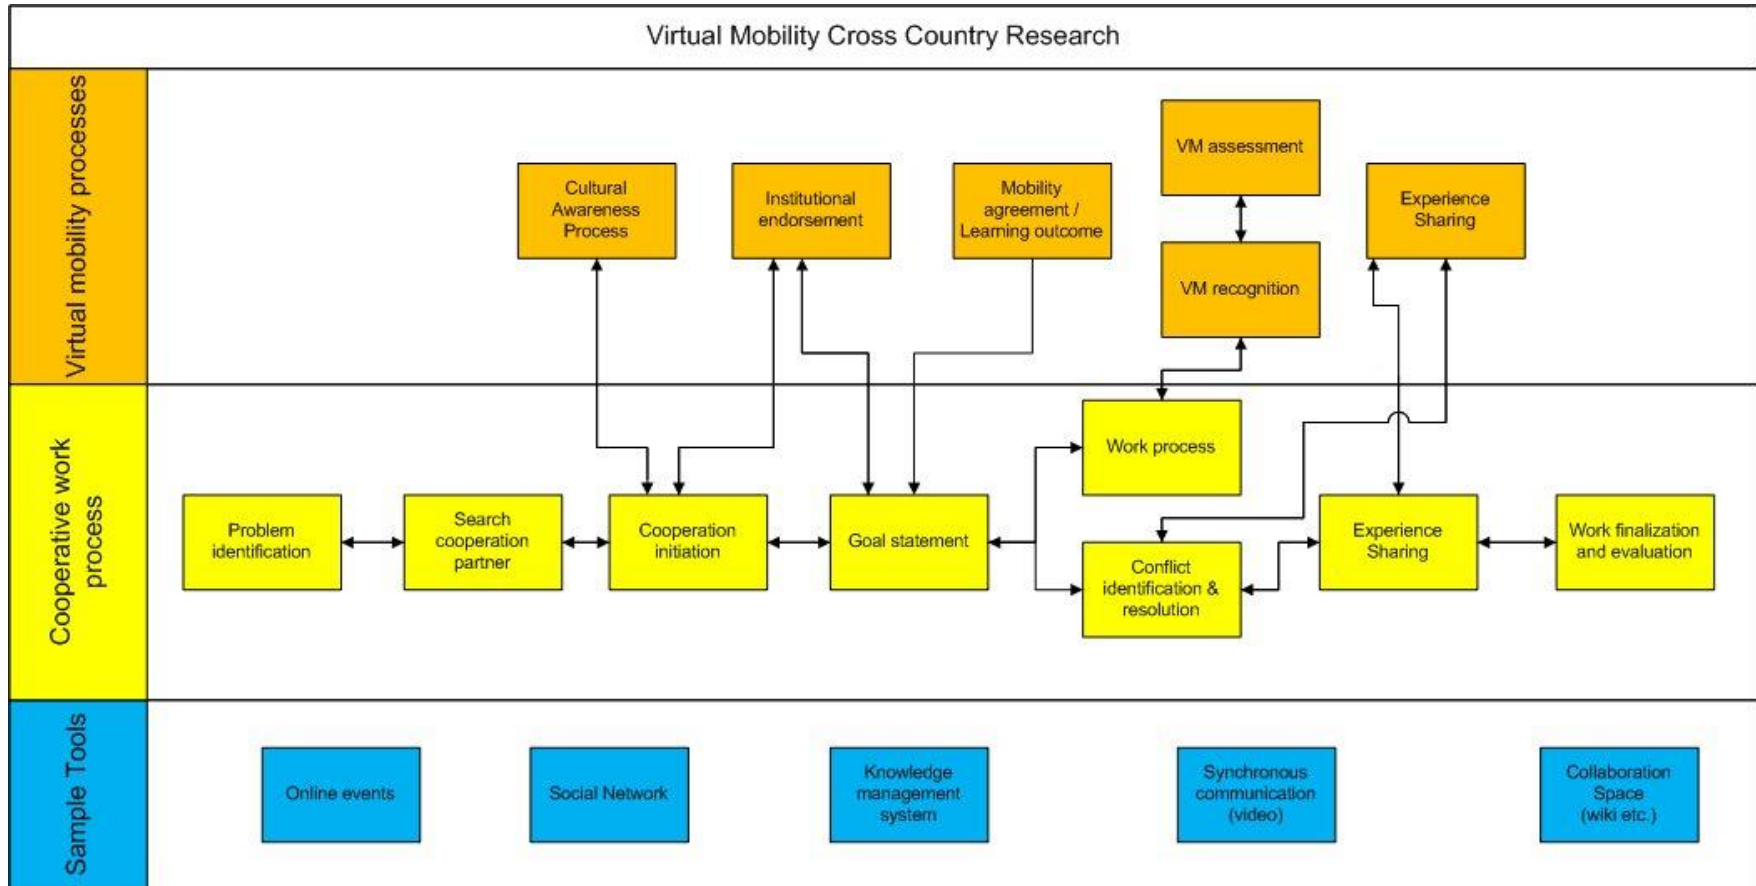 Virtual Mobility Cross Country Research
Virtual mobility processes
Cultural
Awareness
Process
Institutional
endorsement
Mobility
agreement /
Learning outcome
VM assessment
VM recognition
Experience
Sharing
Cooperative work
process
Problem
identification
Search
cooperation
partner
Cooperation
initiation
Goal statement
Work process
Conflict
identification &
resolution
Experience
Sharing
Work finalization
and evaluation
Sample Tools
Online events
Social Network
Knowledge
management
system
Synchronous
communication
(video)
Collaboration
Space
(wiki etc.)